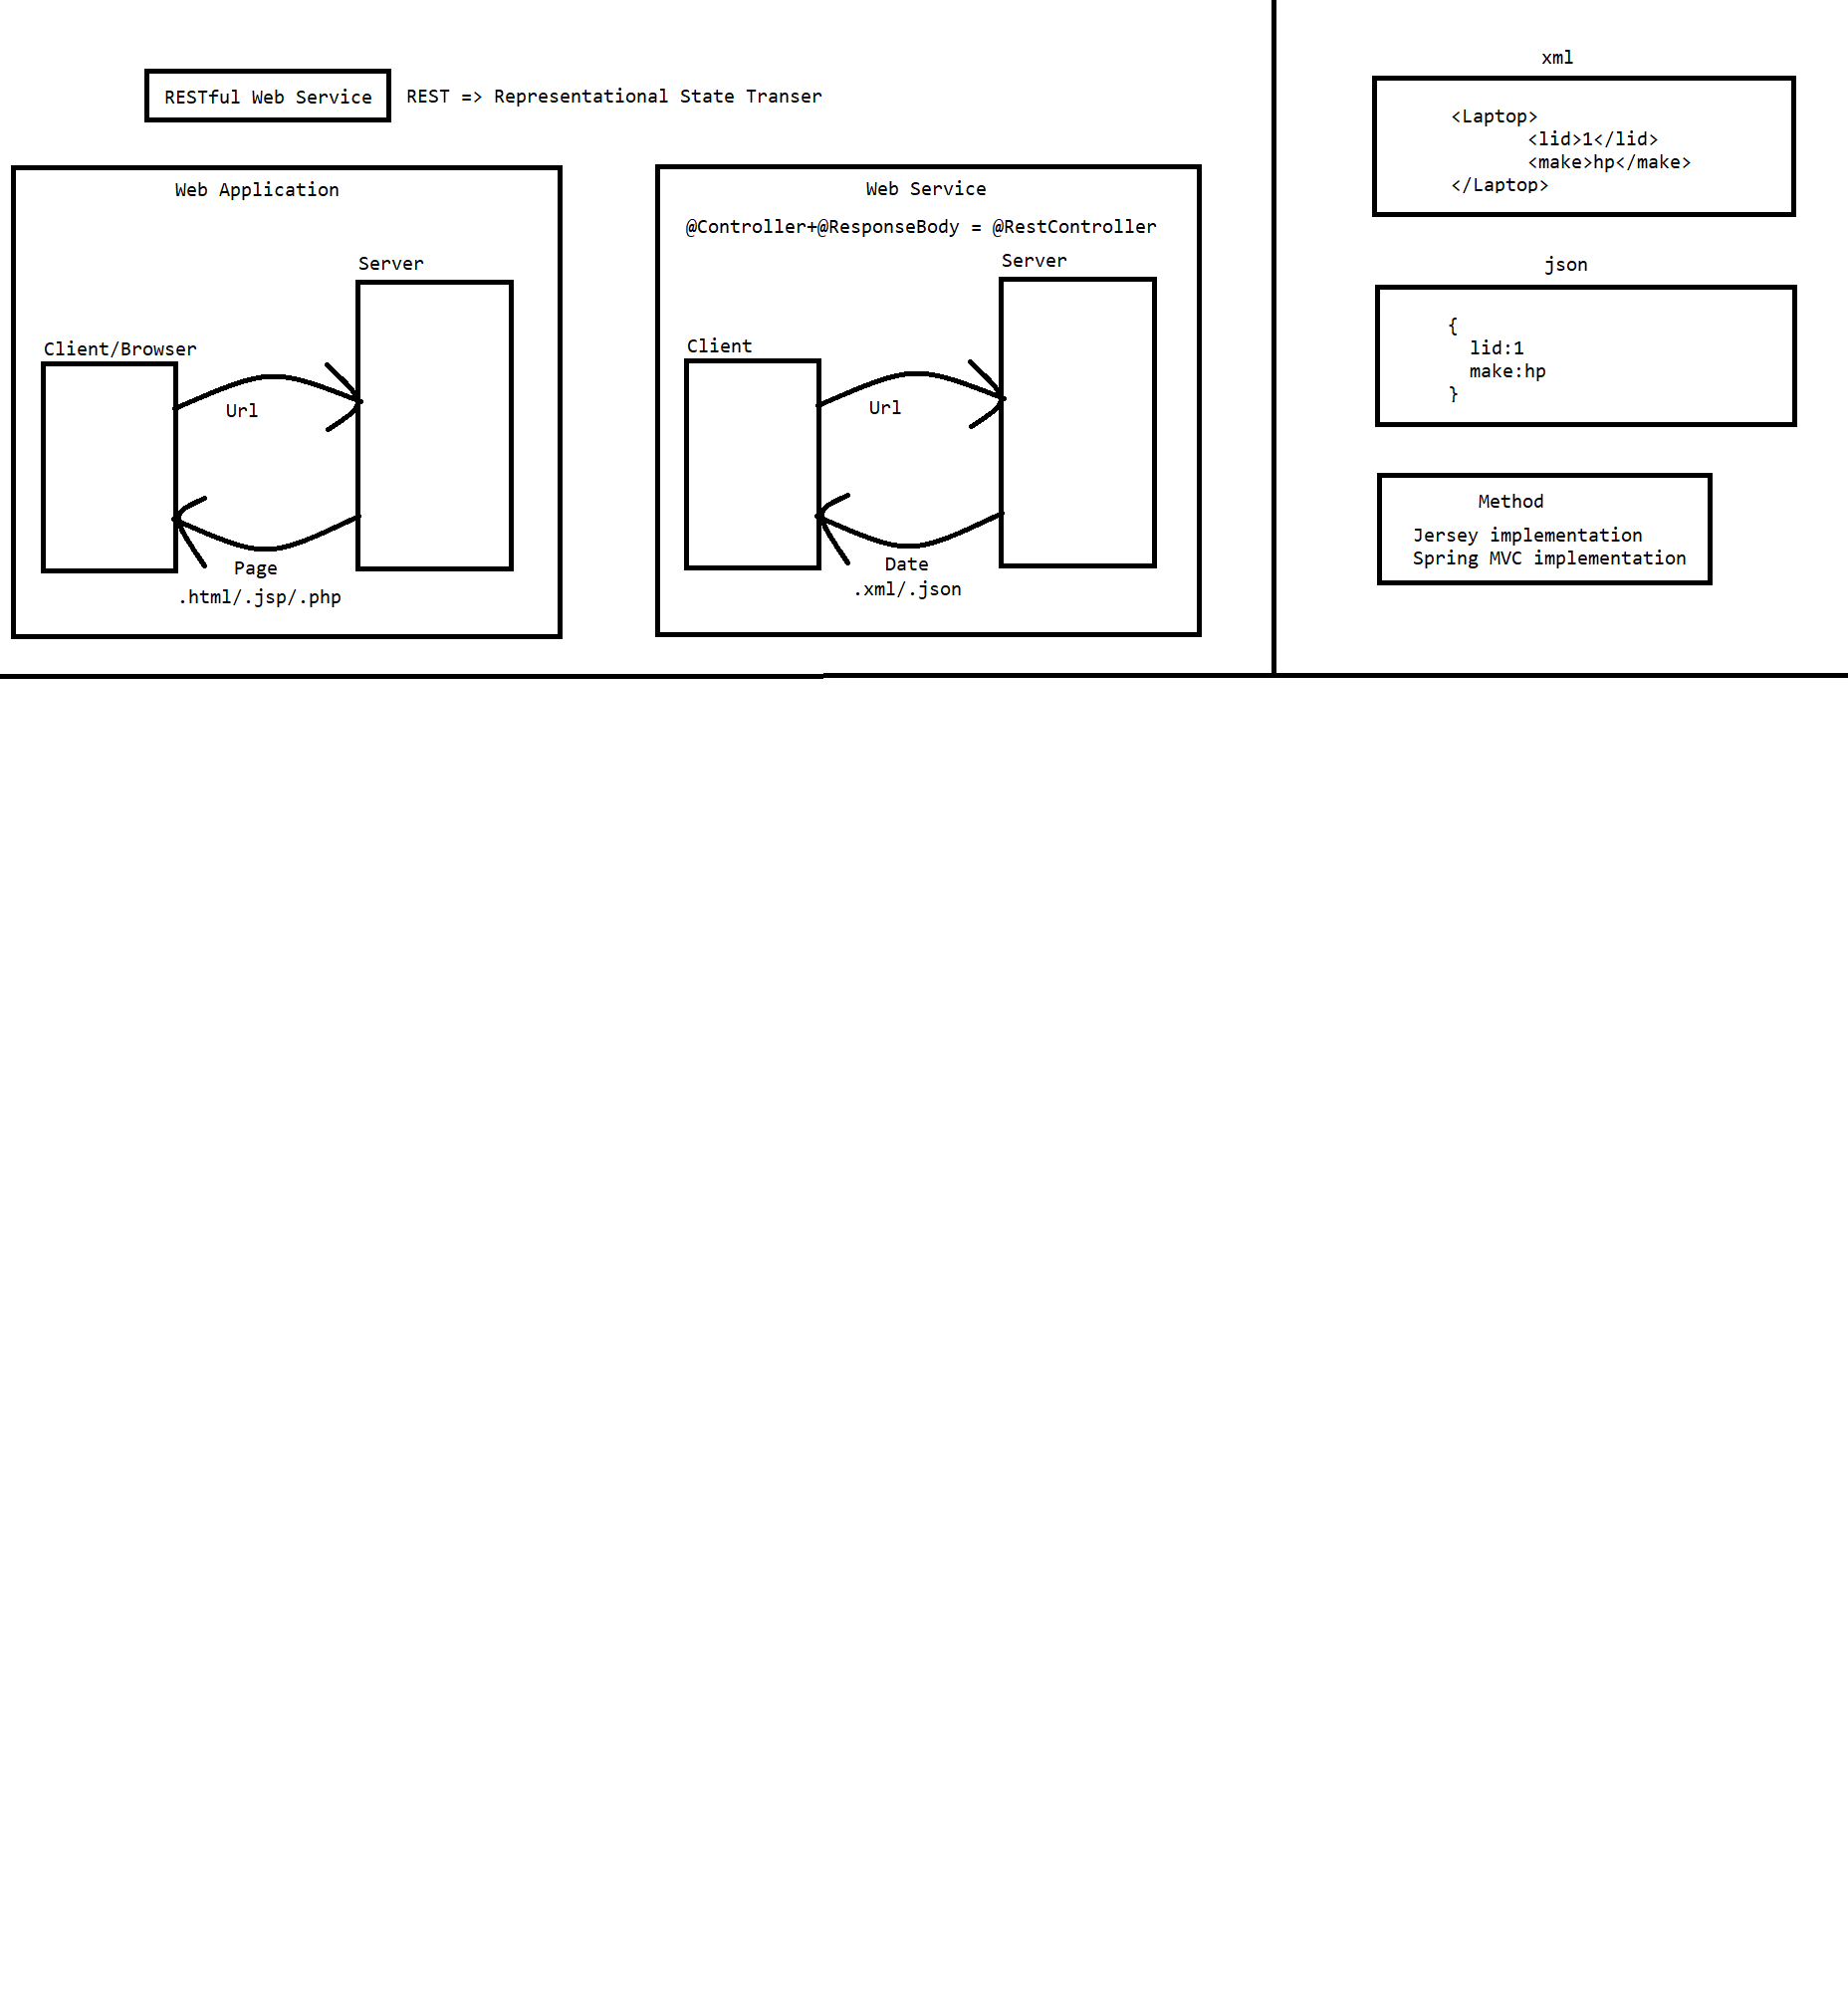 RESTful Web Service
REST => Representational State Transer
Web Application
Server
Client/Browser
Url
Page
.html/.jsp/.php
Web Service
@Controller+@ResponseBody = @RestController
Server
Client
Url
Date
.xml/.json
xml
<Laptop>
<lid>1</lid>
<make>hp</make>
</Laptop>
json
{
lid:1
make:hp
}
Method
Jersey implementation
Spring MVC implementation